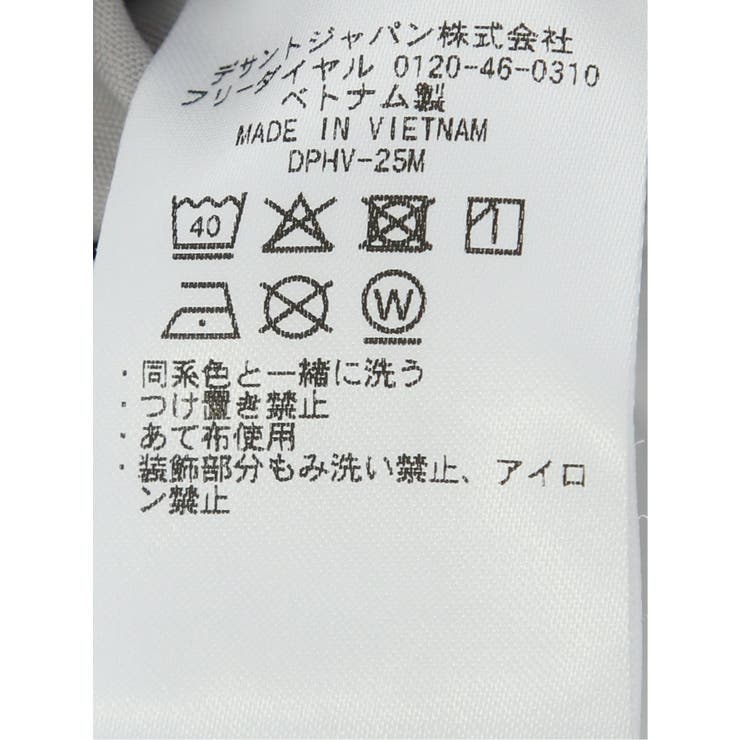 デサントジャパン株式会社
フリーダイヤル 0120-46-0310
ベトナム製
MADE IN VIETNAM
DPHV-25M
40
W
・同系色と一緒に洗う
・つけ置き禁止
・あて布使用
・装飾部分もみ洗い禁止、アイロ
ン禁止